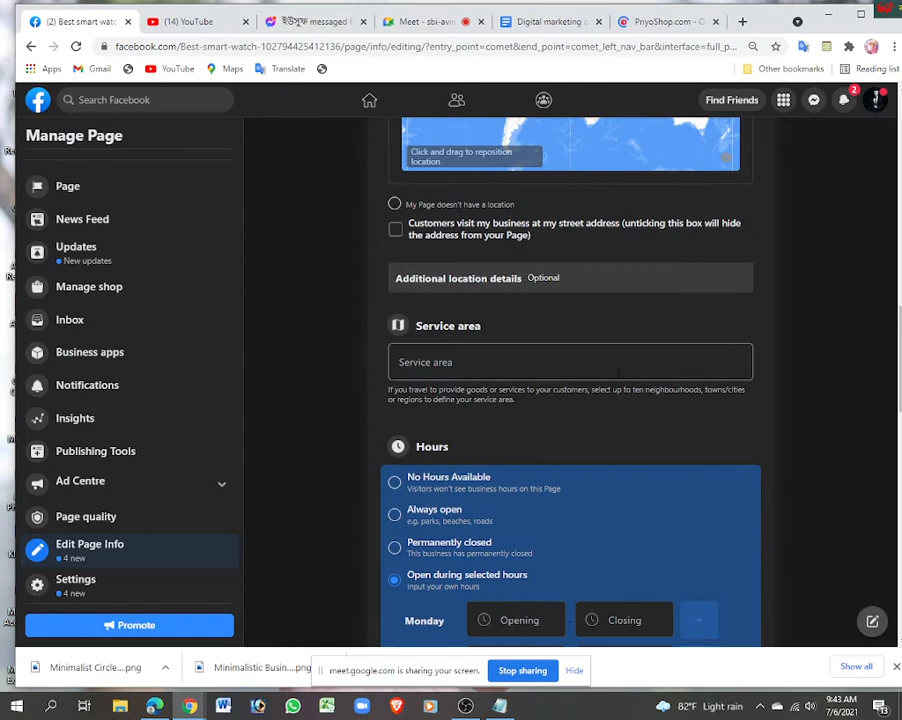 (2) Best smart watch
(14) YouTube
ইউসুফ messaged
Meet - sbi-avin
Digital marketing c
PriyoShop.com - O
facebook.com/Best-smart-watch-102794425412136/page/info/editing/?entry_point=comet&end_point=comet_left_nav_bar&interface=full_p...
Apps
Gmail
YouTube
Maps
Translate
Other bookmarks
Reading list
Search Facebook
Find Friends
2
Manage Page
Page
News Feed
Updates
New updates
Manage shop
Inbox
Business apps
Notifications
Insights
Publishing Tools
Ad Centre
Page quality
Edit Page Info
4 new
Settings
4 new
Promote
Click and drag to reposition
location
My Page doesn't have a location
Customers visit my business at my street address (unticking this box will hide
the address from your Page)
Additional location details Optional
Service area
Service area
If you travel to provide goods or services to your customers, select up to ten neighbourhoods, towns/cities
or regions to define your service area.
Hours
No Hours Available
Visitors won't see business hours on this Page
Always open
e.g. parks, beaches, roads
Permanently closed
This business has permanently closed
Open during selected hours
Input your own hours
Monday
Opening
-
Closing
+
Minimalist Circle....png
Minimalistic Busin....png
meet.google.com is sharing your screen.
Stop sharing
Hide
Show all
82°F Light rain
9:43 AM
7/6/2021